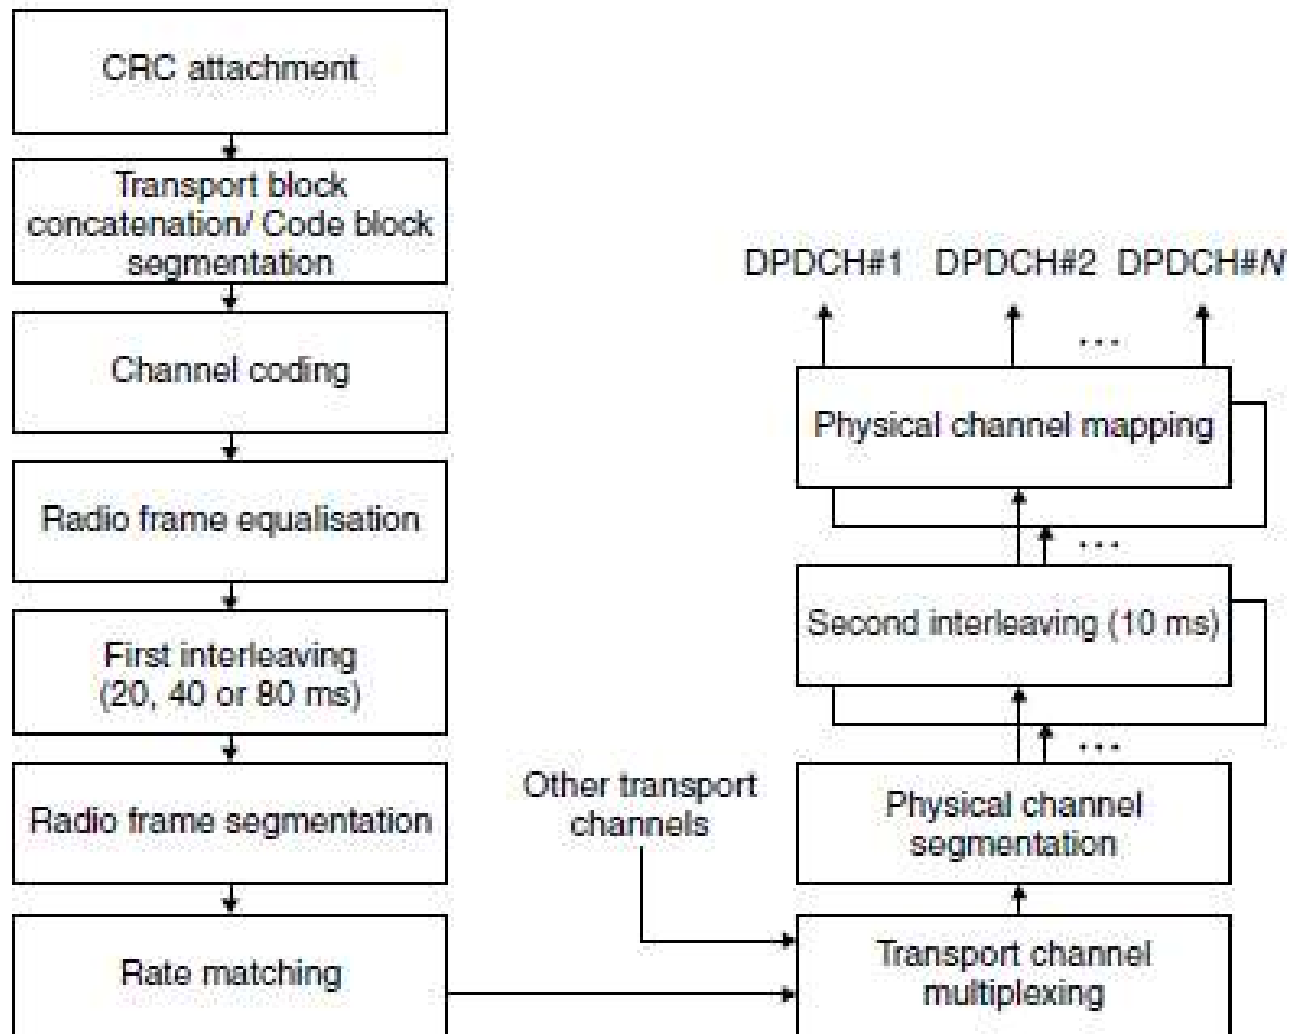 CRC attachment
Transport block
concatenation/ Code block
segmentation
Channel coding
Radio frame equalisation
First interleaving
(20, 40 or 80 ms)
Radio frame segmentation
Rate matching
Other transport
channels
DPDCH#1 DPDCH#2 DPDCH#N
...
Physical channel mapping
...
Second interleaving (10 ms)
...
Physical channel
segmentation
Transport channel
multiplexing